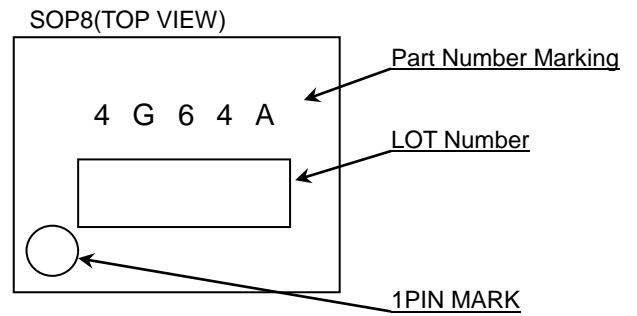 SOP8(TOP VIEW)
Part Number Marking
4 G 6 4 A
LOT Number
1PIN MARK